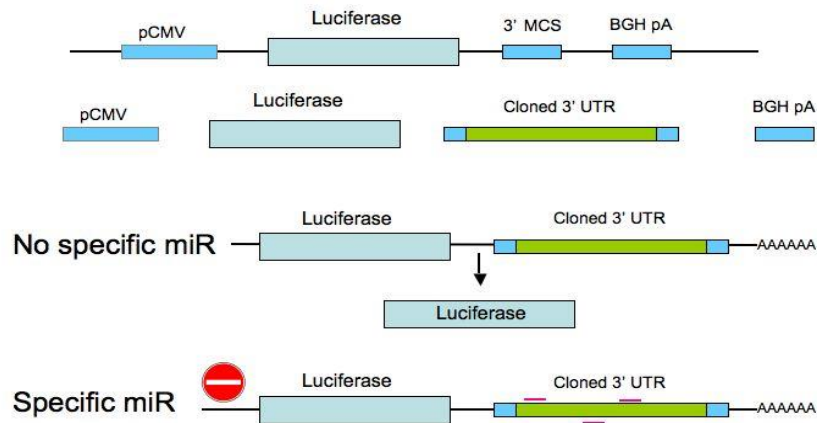 pCMV Luciferase 3' MCS BGH pA
pCMV Luciferase Cloned 3' UTR BGH pA
Luciferase Cloned 3' UTR
No specific miR AAAAAA
Luciferase
Luciferase Cloned 3' UTR
Specific miR AAAAAA